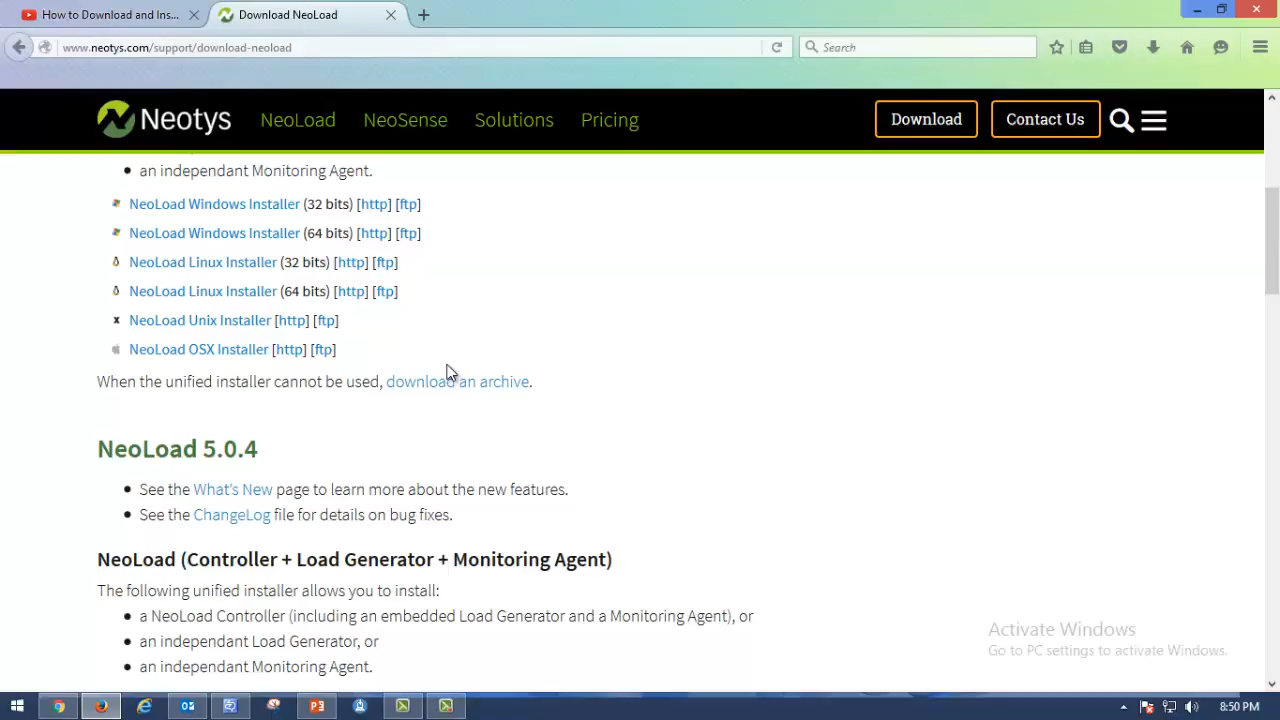 How to Download and Ins...
Download NeoLoad
www.neotys.com/support/download-neoload
Search
Neotys
NeoLoad
NeoSense
Solutions
Pricing
Download
Contact Us
an independant Monitoring Agent.
NeoLoad Windows Installer (32 bits) [http] [ftp]
NeoLoad Windows Installer (64 bits) [http] [ftp]
NeoLoad Linux Installer (32 bits) [http] [ftp]
NeoLoad Linux Installer (64 bits) [http] [ftp]
NeoLoad Unix Installer [http] [ftp]
NeoLoad OSX Installer [http] [ftp]
When the unified installer cannot be used, download an archive.
NeoLoad 5.0.4
See the What's New page to learn more about the new features.
See the ChangeLog file for details on bug fixes.
NeoLoad (Controller + Load Generator + Monitoring Agent)
The following unified installer allows you to install:
a NeoLoad Controller (including an embedded Load Generator and a Monitoring Agent), or
an independant Load Generator, or
an independant Monitoring Agent.
Activate Windows
Go to PC settings to activate Windows.
8:50 PM